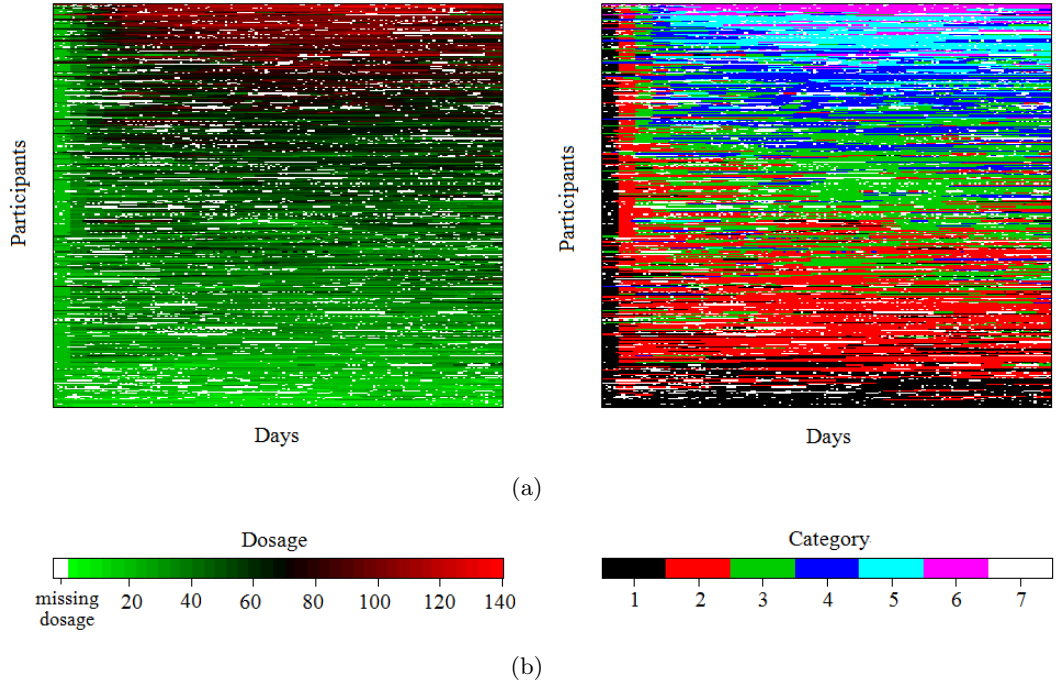 Participants
Participants
Days
Days
(a)
Dosage
Category
missing
dosage
20 40 60 80 100 120 140
1 2 3 4 5 6 7
(b)